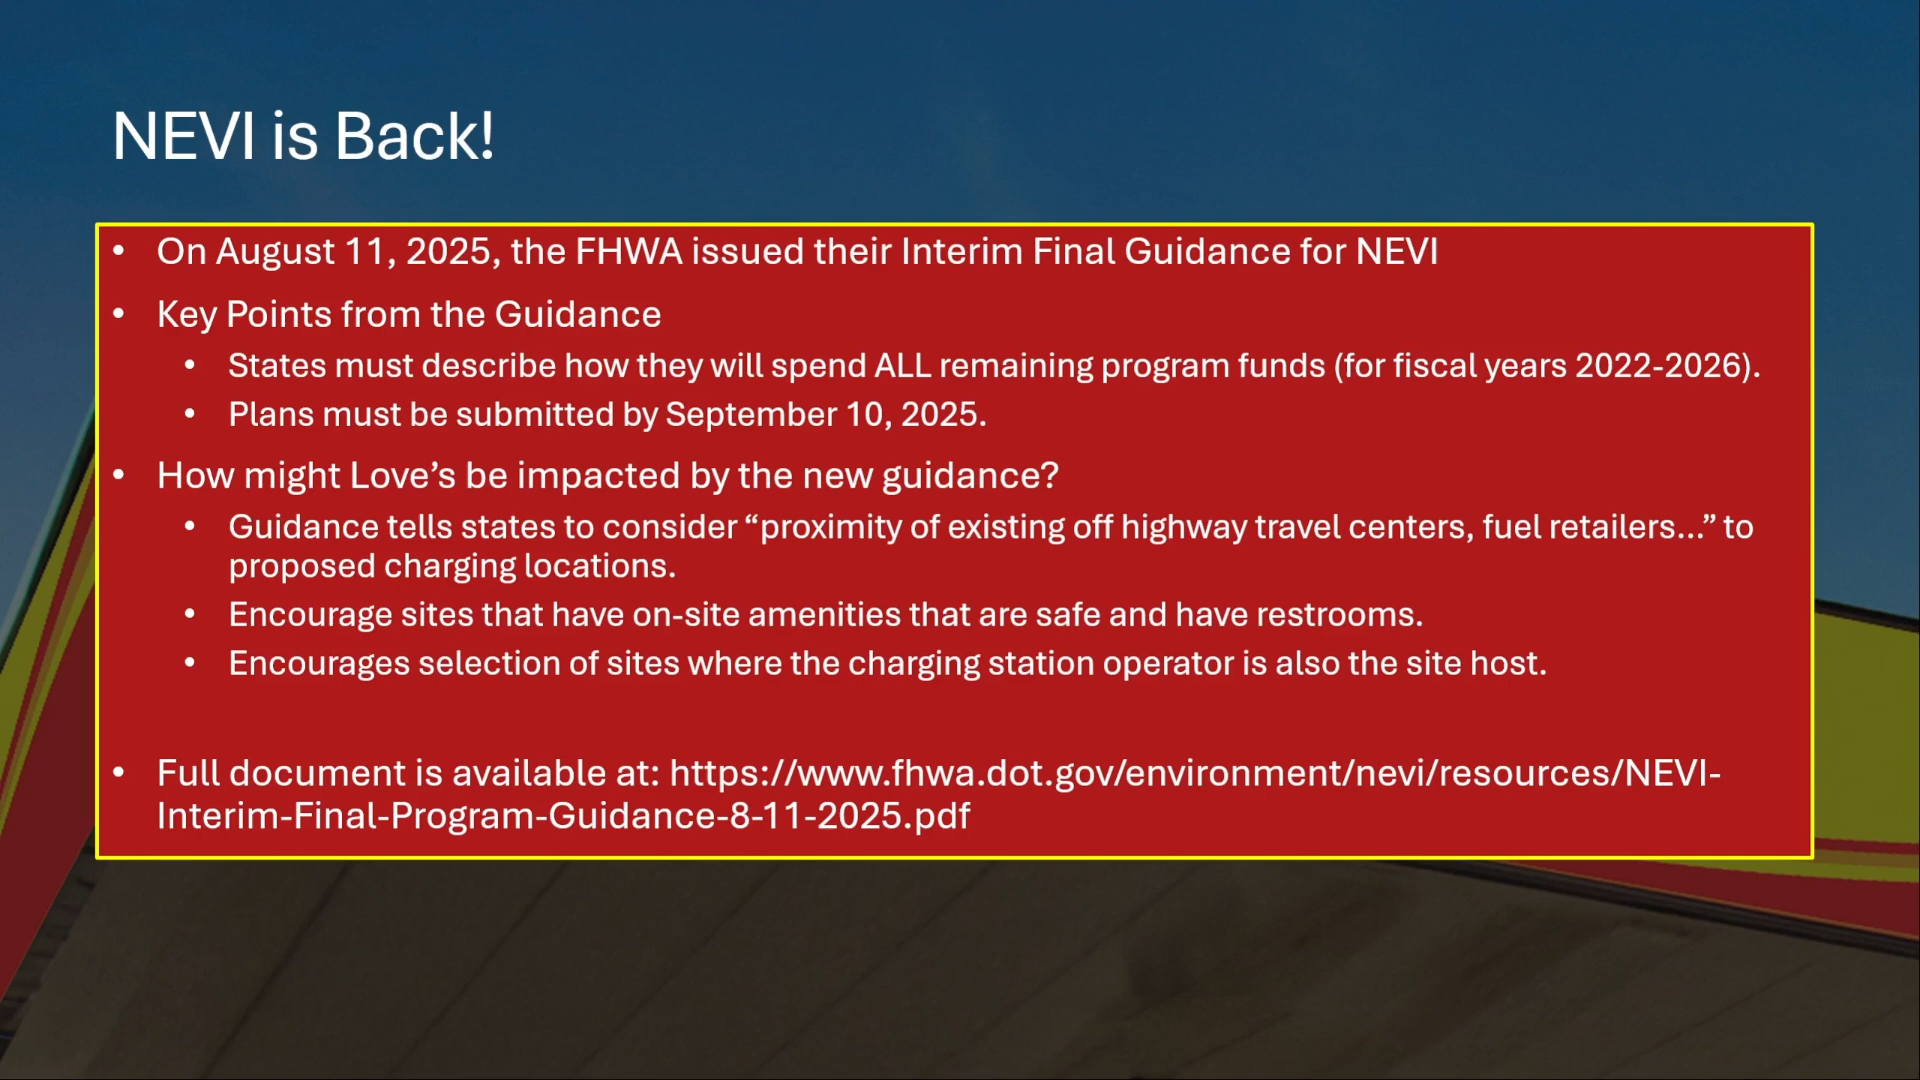 NEVI is Back!
• On August 11, 2025, the FHWA issued their Interim Final Guidance for NEVI
• Key Points from the Guidance
• States must describe how they will spend ALL remaining program funds (for fiscal years 2022-2026).
• Plans must be submitted by September 10, 2025.
• How might Love’s be impacted by the new guidance?
• Guidance tells states to consider “proximity of existing off highway travel centers, fuel retailers…” to
proposed charging locations.
• Encourage sites that have on-site amenities that are safe and have restrooms.
• Encourages selection of sites where the charging station operator is also the site host.
• Full document is available at: https://www.fhwa.dot.gov/environment/nevi/resources/NEVI-
Interim-Final-Program-Guidance-8-11-2025.pdf